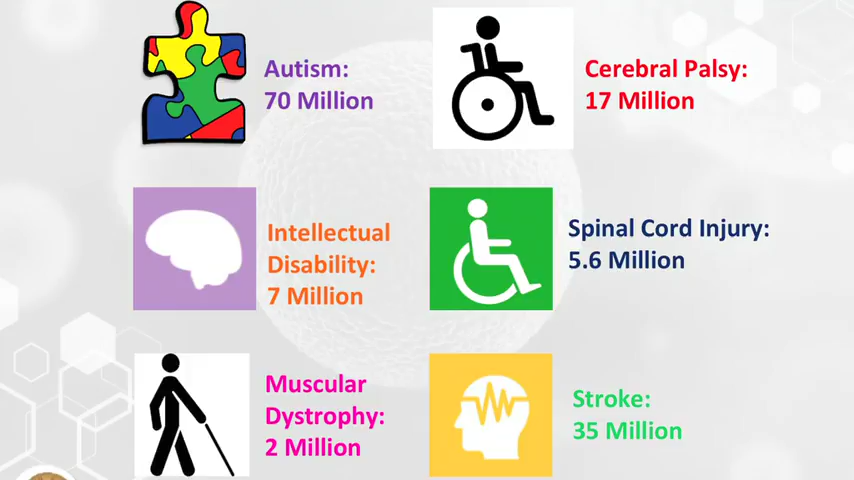 Autism:
70 Million
Cerebral Palsy:
17 Million
Intellectual
Disability:
7 Million
Spinal Cord Injury:
5.6 Million
Muscular
Dystrophy:
2 Million
Stroke:
35 Million